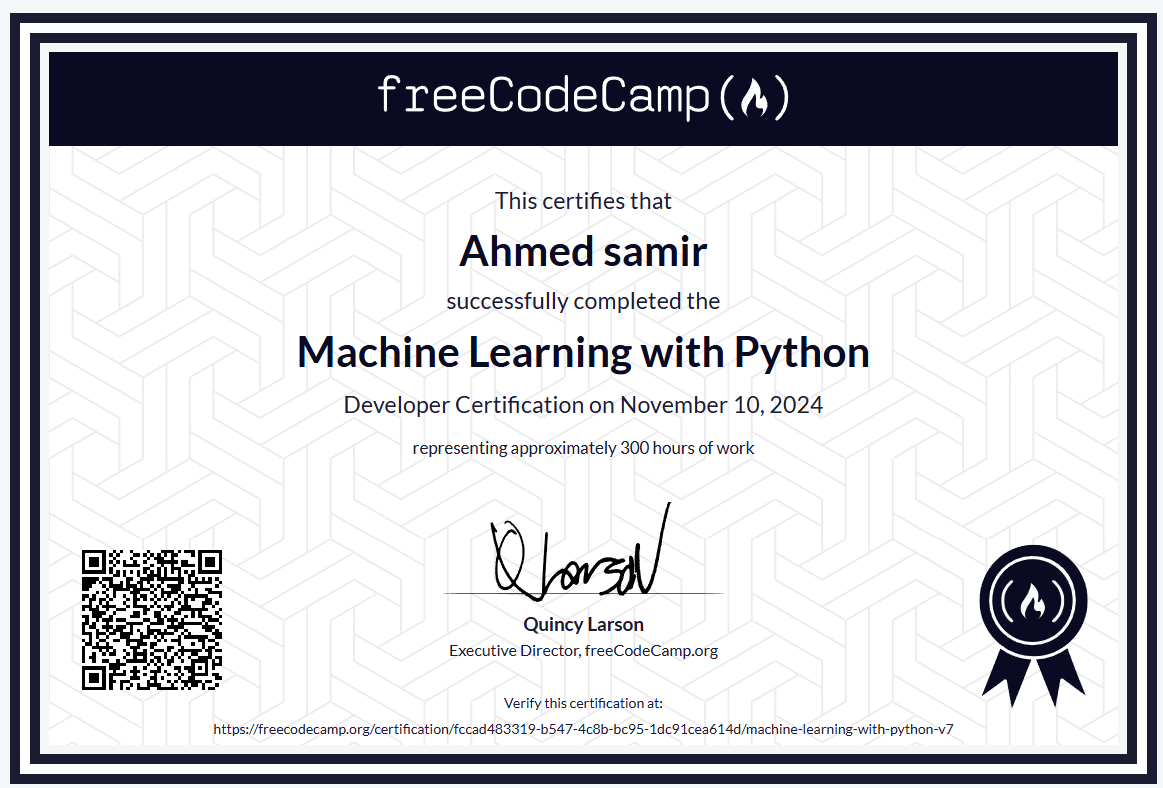 freeCodeCamp
This certifies that
Ahmed samir
successfully completed the
Machine Learning with Python
Developer Certification on November 10, 2024
representing approximately 300 hours of work
Quincy Larson
Executive Director, freeCodeCamp.org
Verify this certification at:
https://freecodecamp.org/certification/fccad483319-b547-4c8b-bc95-1dc91cea614d/machine-learning-with-python-v7